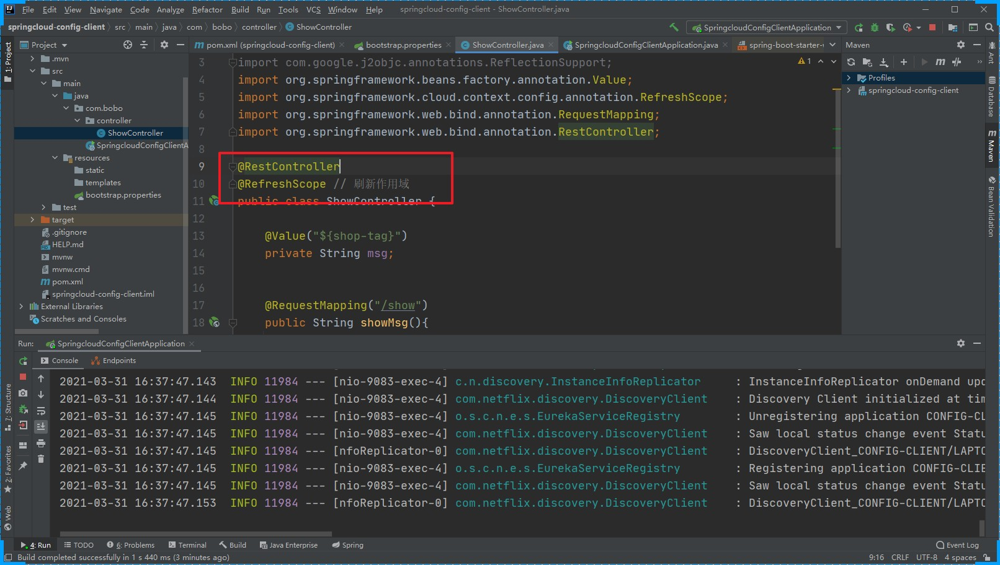 File Edit View Navigate Code Analyze Refactor Build Run Tools VCS Window Help springcloud-config-client - ShowController.java
springcloud-config-client src main java com bobo controller ShowController
SpringcloudConfigClientApplication
1: Project
Project
pom.xml (springcloud-config-client) bootstrap.properties ShowController.java SpringcloudConfigClientApplication.java spring-boot-starter-
Maven
.mvn
src
main
java
com.bobo
controller
ShowController
SpringcloudConfigClientA
resources
static
templates
bootstrap.properties
test
target
.gitignore
HELP.md
mvnw
mvnw.cmd
pom.xml
springcloud-config-client.iml
External Libraries
Scratches and Consoles
1
3 import com.google.j2objc.annotations.ReflectionSupport;
4 import org.springframework.beans.factory.annotation.Value;
5 import org.springframework.cloud.context.config.annotation.RefreshScope;
6 import org.springframework.web.bind.annotation.RequestMapping;
7 import org.springframework.web.bind.annotation.RestController;
8
9 @RestController
10 @RefreshScope // 刷新作用域
11 public class ShowController {
12
13 @Value("${shop-tag}")
14 private String msg;
15
16
17 @RequestMapping("/show")
18 public String showMsg(){
Profiles
springcloud-config-client
Ant
Database
Maven
Bean Validation
Run: SpringcloudConfigClientApplication
Console Endpoints
2021-03-31 16:37:47.143 INFO 11984 --- [nio-9083-exec-4] c.n.discovery.InstanceInfoReplicator : InstanceInfoReplicator onDemand upd
2021-03-31 16:37:47.144 INFO 11984 --- [nio-9083-exec-4] com.netflix.discovery.DiscoveryClient : Discovery Client initialized at tim
2021-03-31 16:37:47.145 INFO 11984 --- [nio-9083-exec-4] o.s.c.n.e.s.EurekaServiceRegistry : Unregistering application CONFIG-CL
2021-03-31 16:37:47.145 INFO 11984 --- [nio-9083-exec-4] com.netflix.discovery.DiscoveryClient : Saw local status change event Statu
2021-03-31 16:37:47.145 INFO 11984 --- [nfoReplicator-0] com.netflix.discovery.DiscoveryClient : DiscoveryClient_CONFIG-CLIENT/LAPTO
2021-03-31 16:37:47.145 INFO 11984 --- [nio-9083-exec-4] o.s.c.n.e.s.EurekaServiceRegistry : Registering application CONFIG-CLIE
2021-03-31 16:37:47.145 INFO 11984 --- [nio-9083-exec-4] com.netflix.discovery.DiscoveryClient : Saw local status change event Statu
2021-03-31 16:37:47.153 INFO 11984 --- [nfoReplicator-0] com.netflix.discovery.DiscoveryClient : DiscoveryClient_CONFIG-CLIENT/LAPTO
7: Structure
2: Favorites
Web
4: Run TODO 6: Problems Terminal Build Java Enterprise Spring Event Log
Build completed successfully in 1 s 440 ms (3 minutes ago) 9:16 CRLF UTF-8 4 spaces